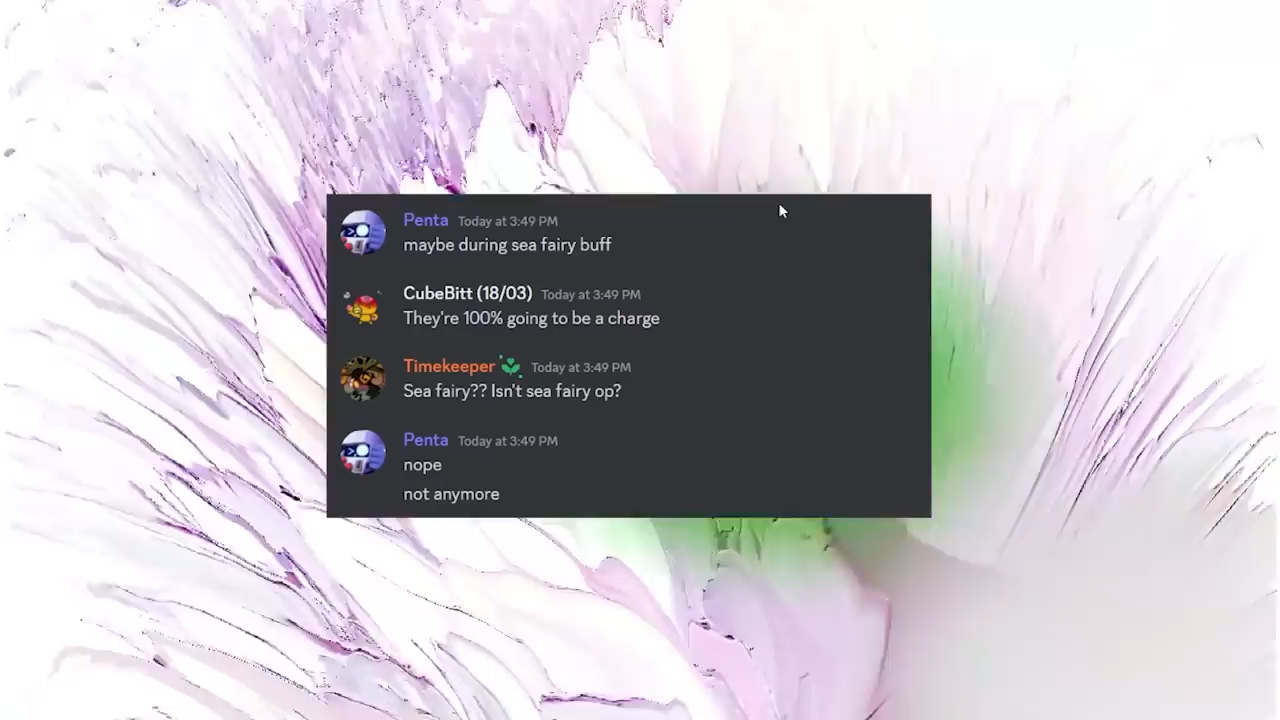 Penta Today at 3:49 PM
maybe during sea fairy buff
CubeBitt (18/03) Today at 3:49 PM
They're 100% going to be a charge
Timekeeper Today at 3:49 PM
Sea fairy?? Isn't sea fairy op?
Penta Today at 3:49 PM
nope
not anymore